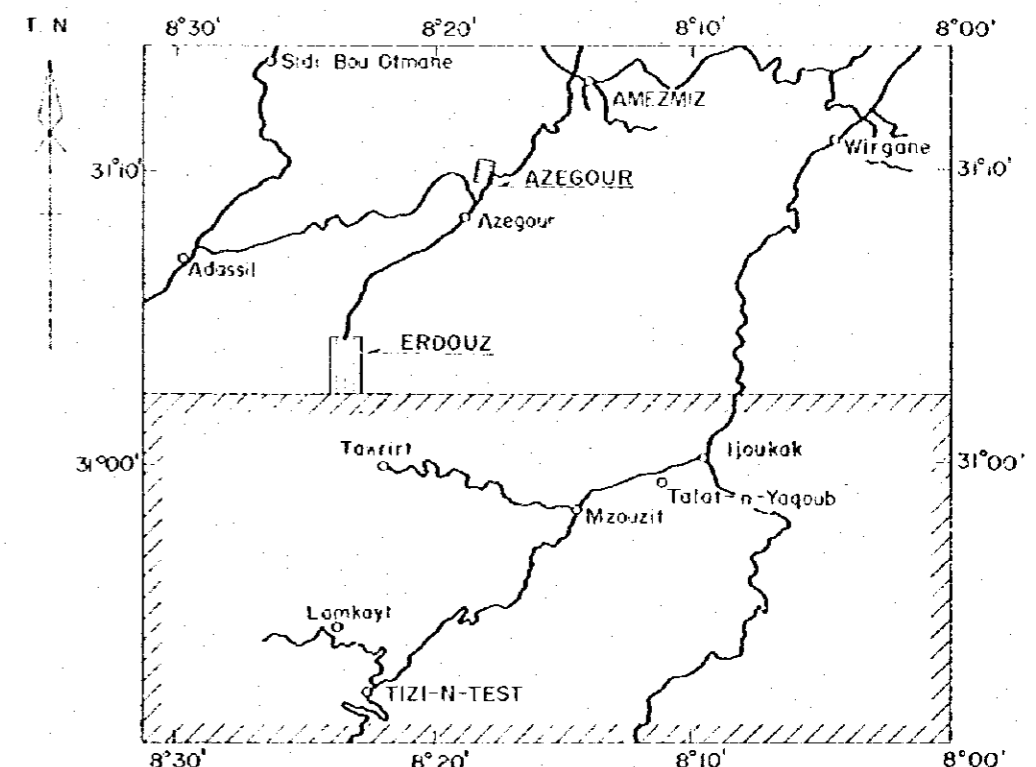 T. N
8°30'
8°20'
8°10'
8°00'
Sidi Bou Otmane
AMEZMIZ
Wirgane
31°10'
AZEGOUR
31°10'
Azegour
Adassil
ERDOUZ
Tawrirt
Ijoukak
31°00'
31°00'
Talat-n-Yaqoub
Mzouzit
Lamkayt
TIZI-N-TEST
8°30'
8°20'
8°10'
8°00'